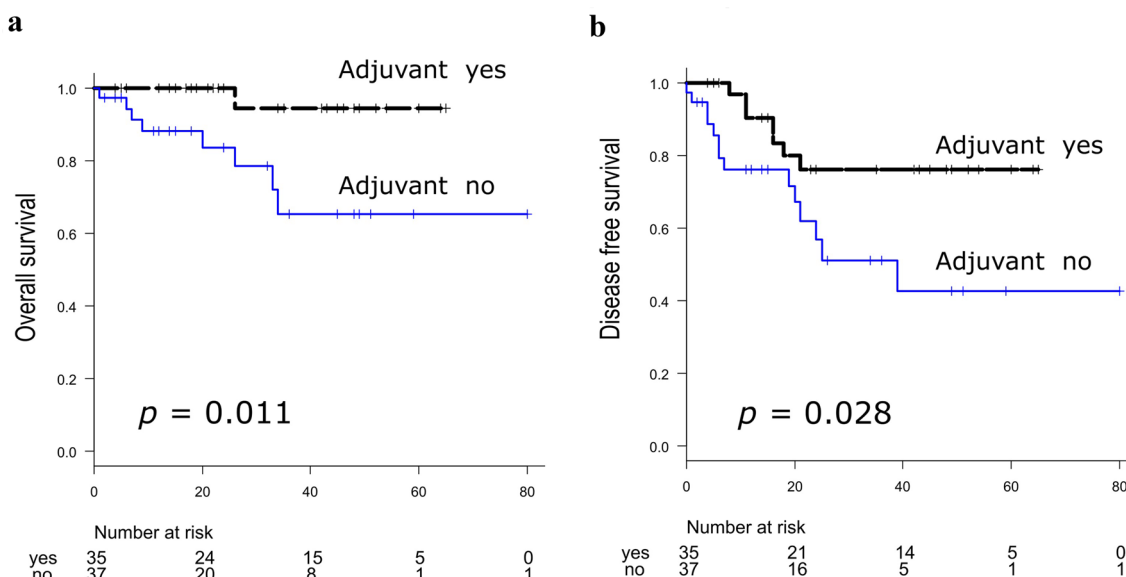 a
Overall survival
1.0
0.8
0.6
0.4
0.2
0.0
Adjuvant yes
Adjuvant no
p = 0.011
0 20 40 60 80
Number at risk
yes 35 24 15 5 0
no 37 20 8 1 1
b
Disease free survival
1.0
0.8
0.6
0.4
0.2
0.0
Adjuvant yes
Adjuvant no
p = 0.028
0 20 40 60 80
Number at risk
yes 35 21 14 5 0
no 37 16 5 1 1